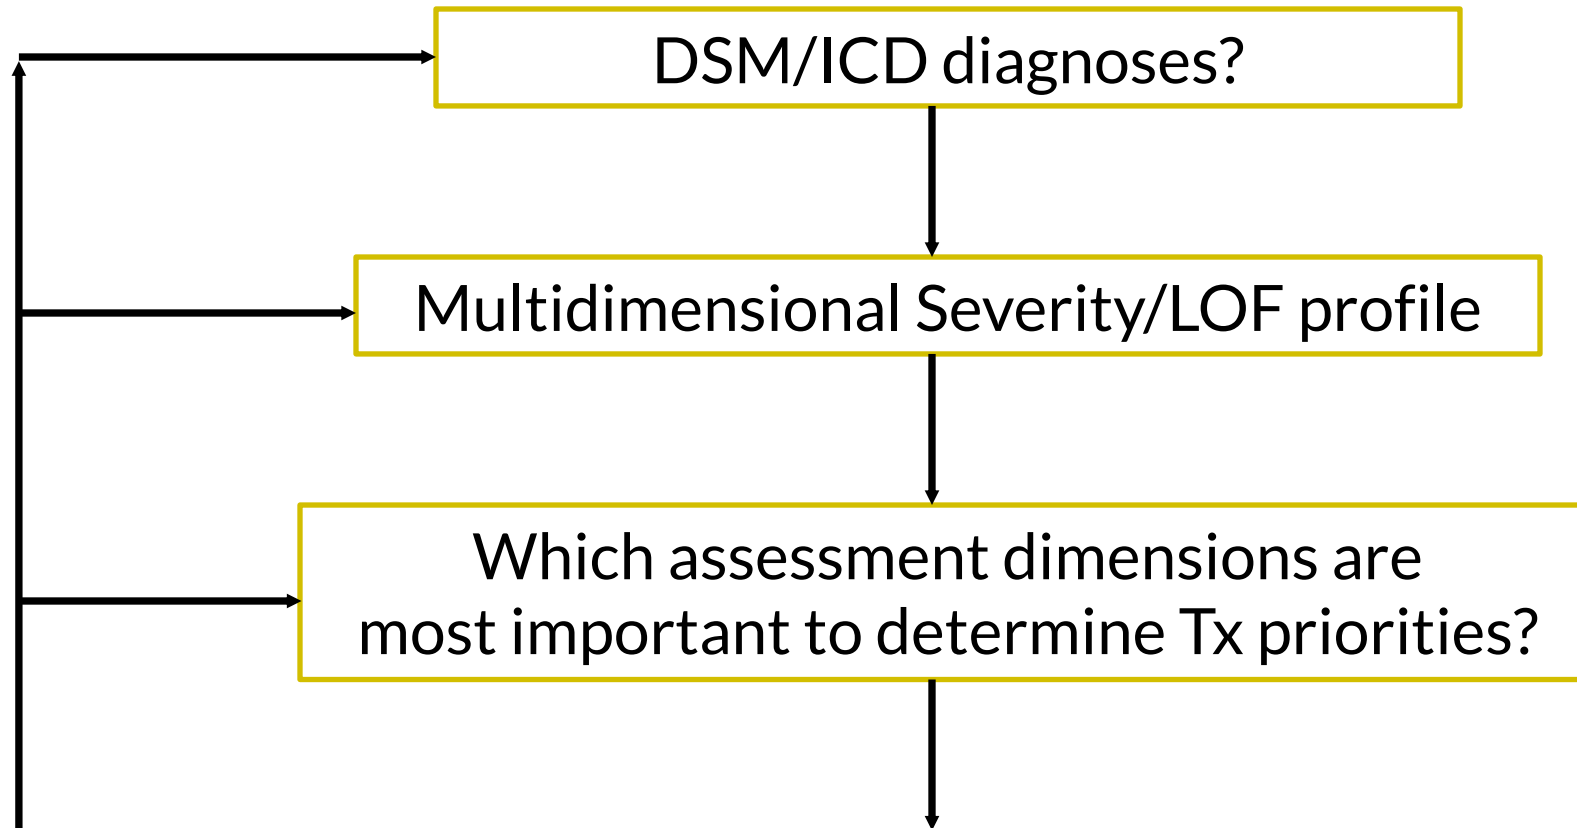 DSM/ICD diagnoses?
Multidimensional Severity/LOF profile
Which assessment dimensions are
most important to determine Tx priorities?